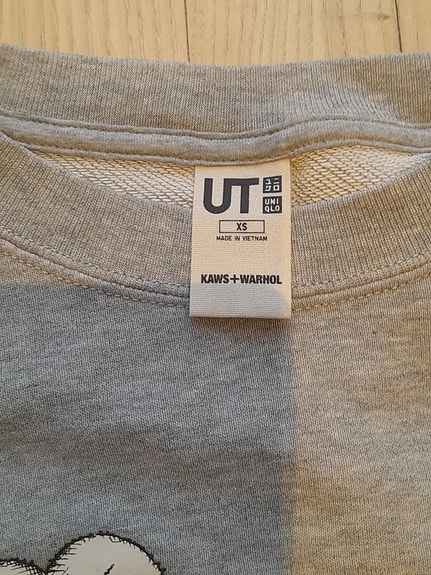 UT
ユニ
クロ
UNI
QLO
XS
MADE IN VIETNAM
KAWS+WARHOL